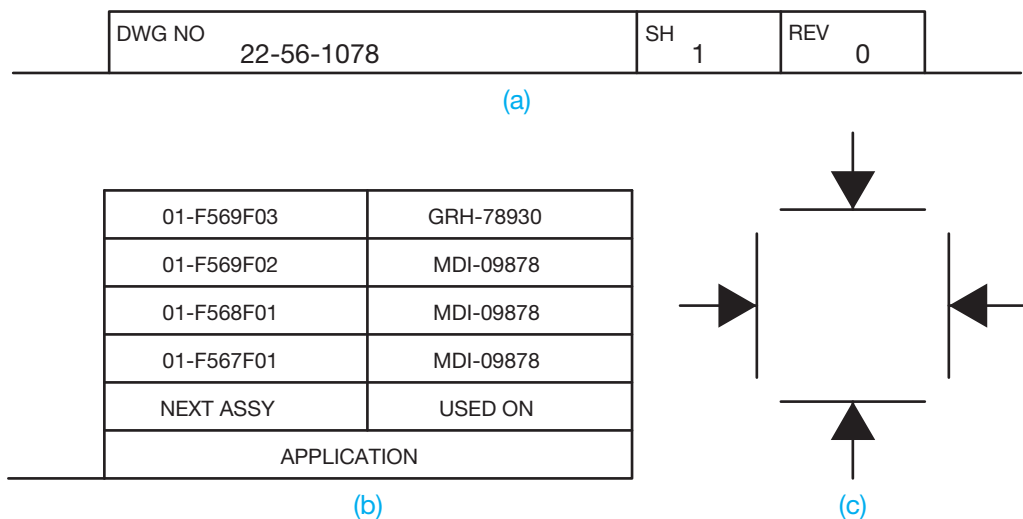 DWG NO 22-56-1078 SH 1 REV 0
(a)
01-F569F03 GRH-78930
01-F569F02 MDI-09878
01-F568F01 MDI-09878
01-F567F01 MDI-09878
NEXT ASSY USED ON
APPLICATION
(b) (c)